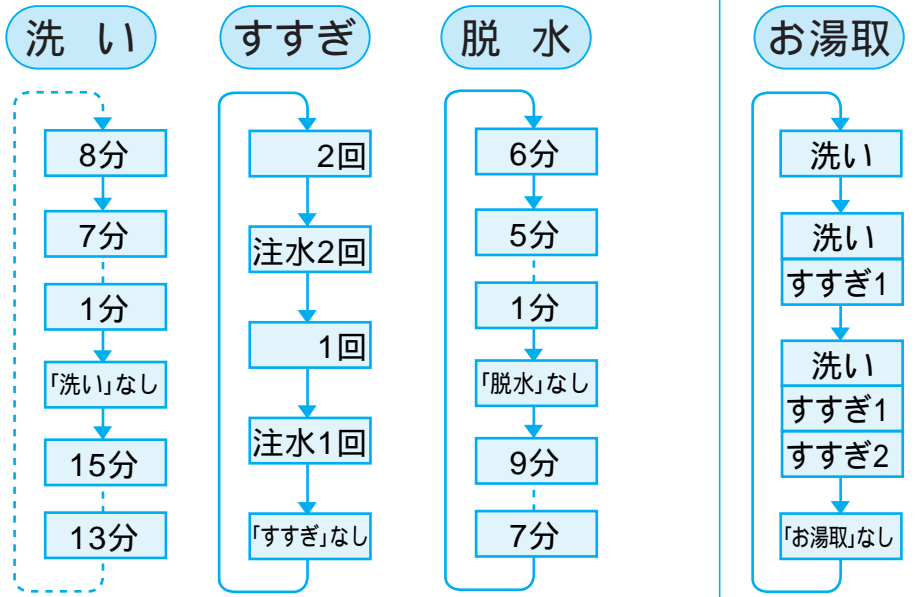 洗い
8分
7分
1分
「洗い」なし
15分
13分
すすぎ
2回
注水2回
1回
注水1回
「すすぎ」なし
脱水
6分
5分
1分
「脱水」なし
9分
7分
お湯取
洗い
洗い
すすぎ1
洗い
すすぎ1
すすぎ2
「お湯取」なし